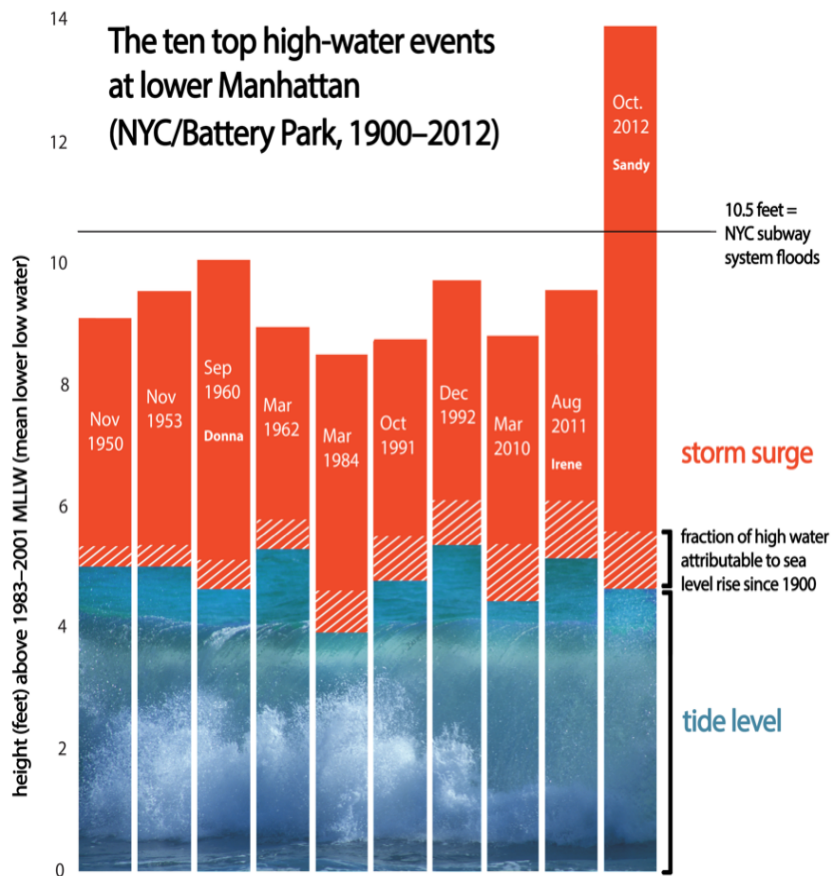 The ten top high-water events
at lower Manhattan
(NYC/Battery Park, 1900–2012)
height (feet) above 1983–2001 MLLW (mean lower low water)
14
12
10
8
6
4
2
0
Nov
1950
Nov
1953
Sep
1960
Donna
Mar
1962
Mar
1984
Oct
1991
Dec
1992
Mar
2010
Aug
2011
Irene
Oct.
2012
Sandy
10.5 feet =
NYC subway
system floods
storm surge
fraction of high water
attributable to sea
level rise since 1900
tide level